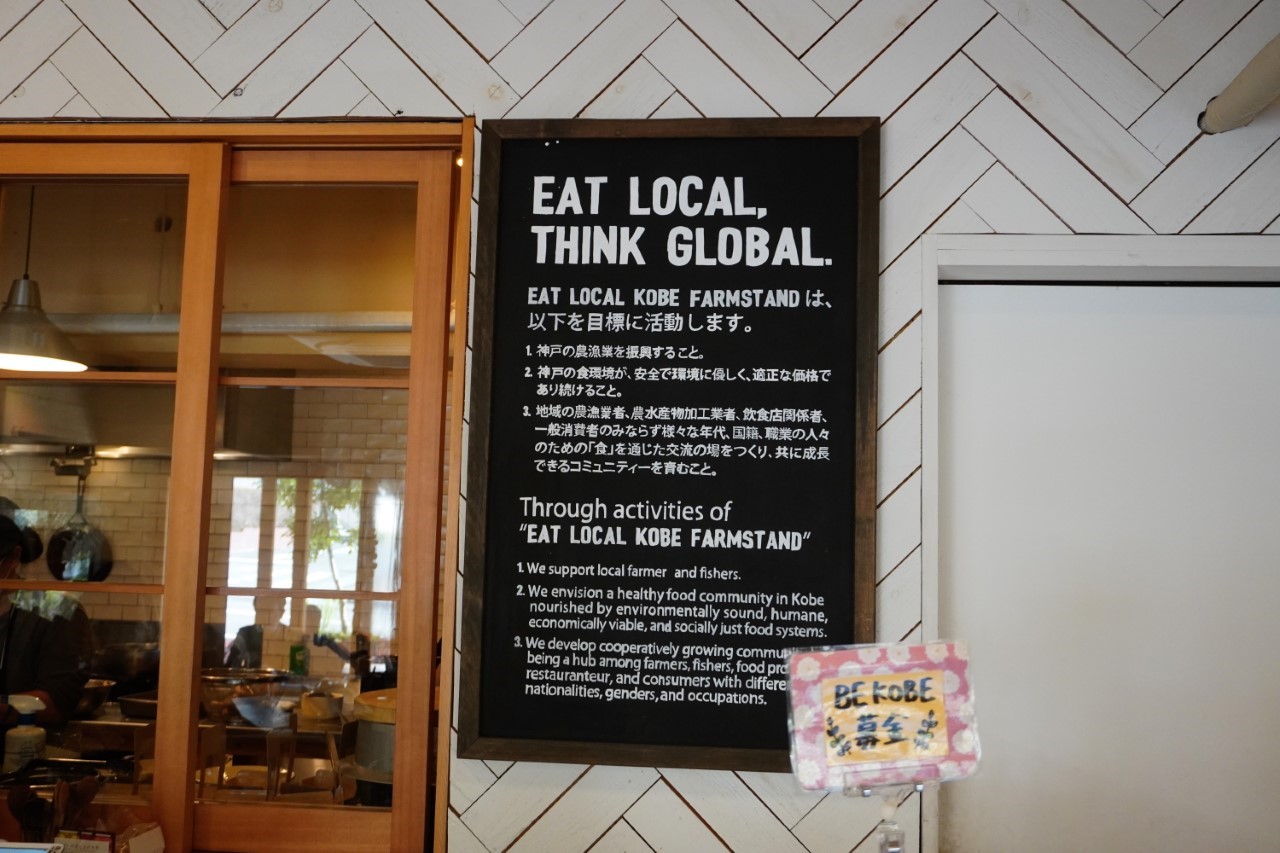 EAT LOCAL,
THINK GLOBAL.
EAT LOCAL KOBE FARMSTAND は、
以下を目標に活動します。
1. 神戸の農漁業を振興すること。
2. 神戸の食環境が、安全で環境に優しく、適正な価格で
あり続けること。
3. 地域の農漁業者、農水産物加工業者、飲食店関係者、
一般消費者のみならず様々な年代、国籍、職業の人々
のための「食」を通じた交流の場をつくり、共に成長
できるコミュニティーを育むこと。
Through activities of
"EAT LOCAL KOBE FARMSTAND"
1. We support local farmer and fishers.
2. We envision a healthy food community in Kobe
nourished by environmentally sound, humane,
economically viable, and socially just food systems.
3. We develop cooperatively growing
being a hub among farmers, fishers, food
restauranteur, and consumers with
nationalities, genders, and occupations.
BE KOBE
募金